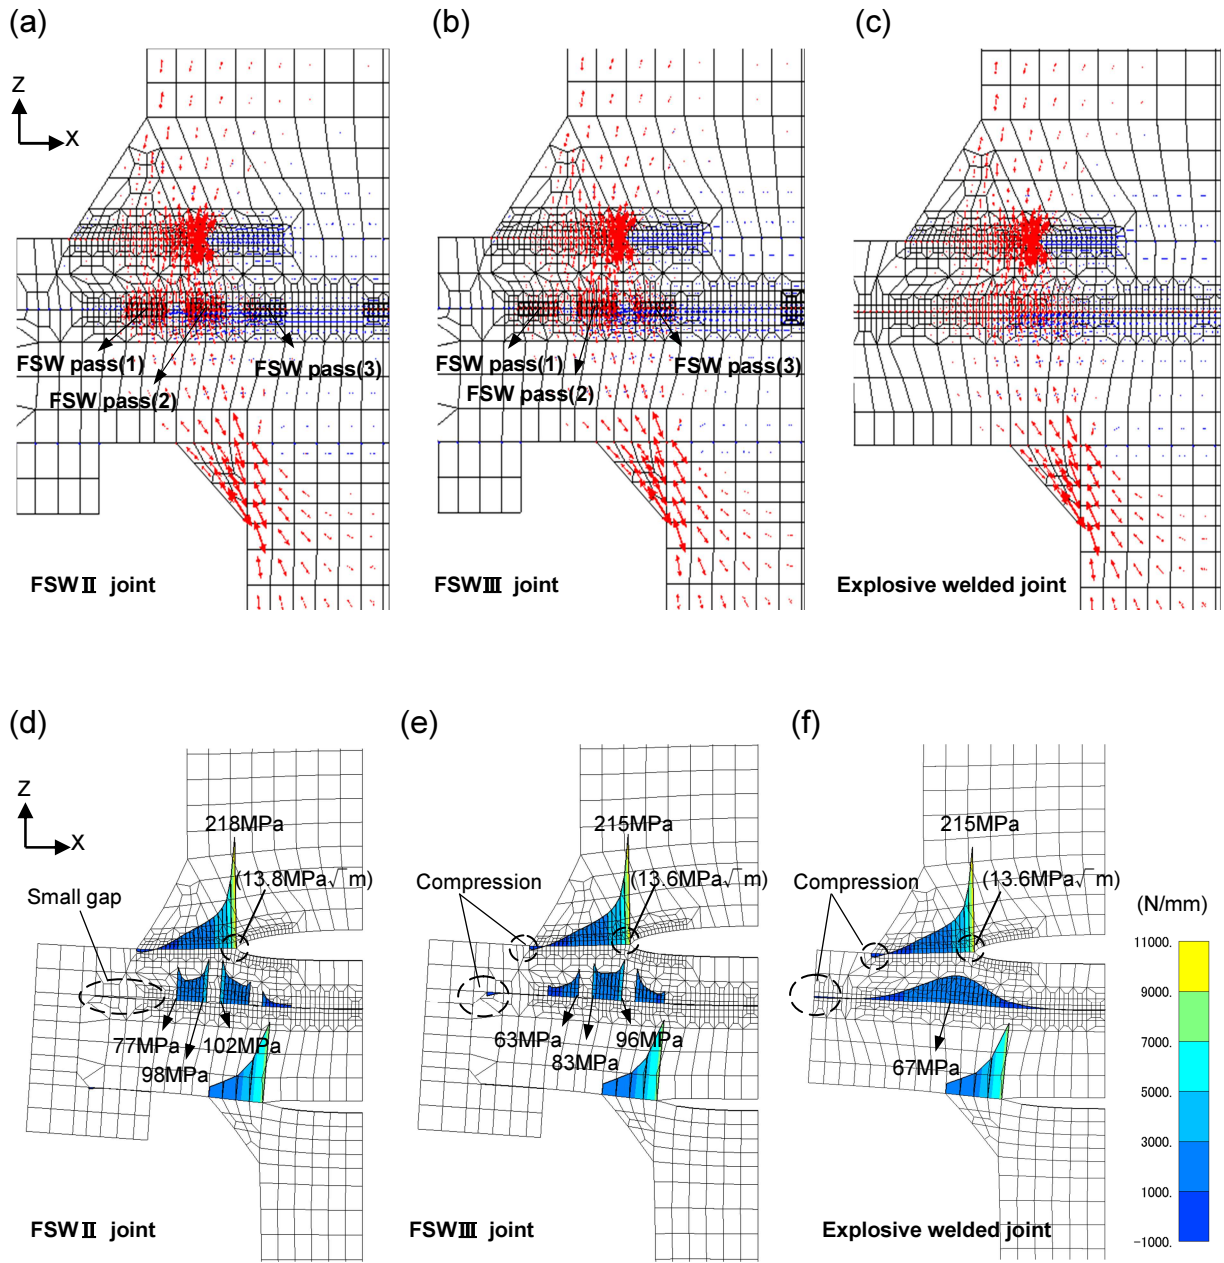 (a)
(b)
(c)
Z
X
FSW pass(1)
FSW pass(2)
FSW pass(3)
FSW pass(1)
FSW pass(2)
FSW pass(3)
FSWⅡ joint
FSWⅢ joint
Explosive welded joint
(d)
(e)
(f)
Z
X
218MPa
(13.8MPa√m)
Small gap
77MPa
102MPa
98MPa
215MPa
(13.6MPa√m)
Compression
63MPa
96MPa
83MPa
215MPa
(13.6MPa√m)
Compression
67MPa
(N/mm)
11000.
9000.
7000.
5000.
3000.
1000.
-1000.
FSWⅡ joint
FSWⅢ joint
Explosive welded joint